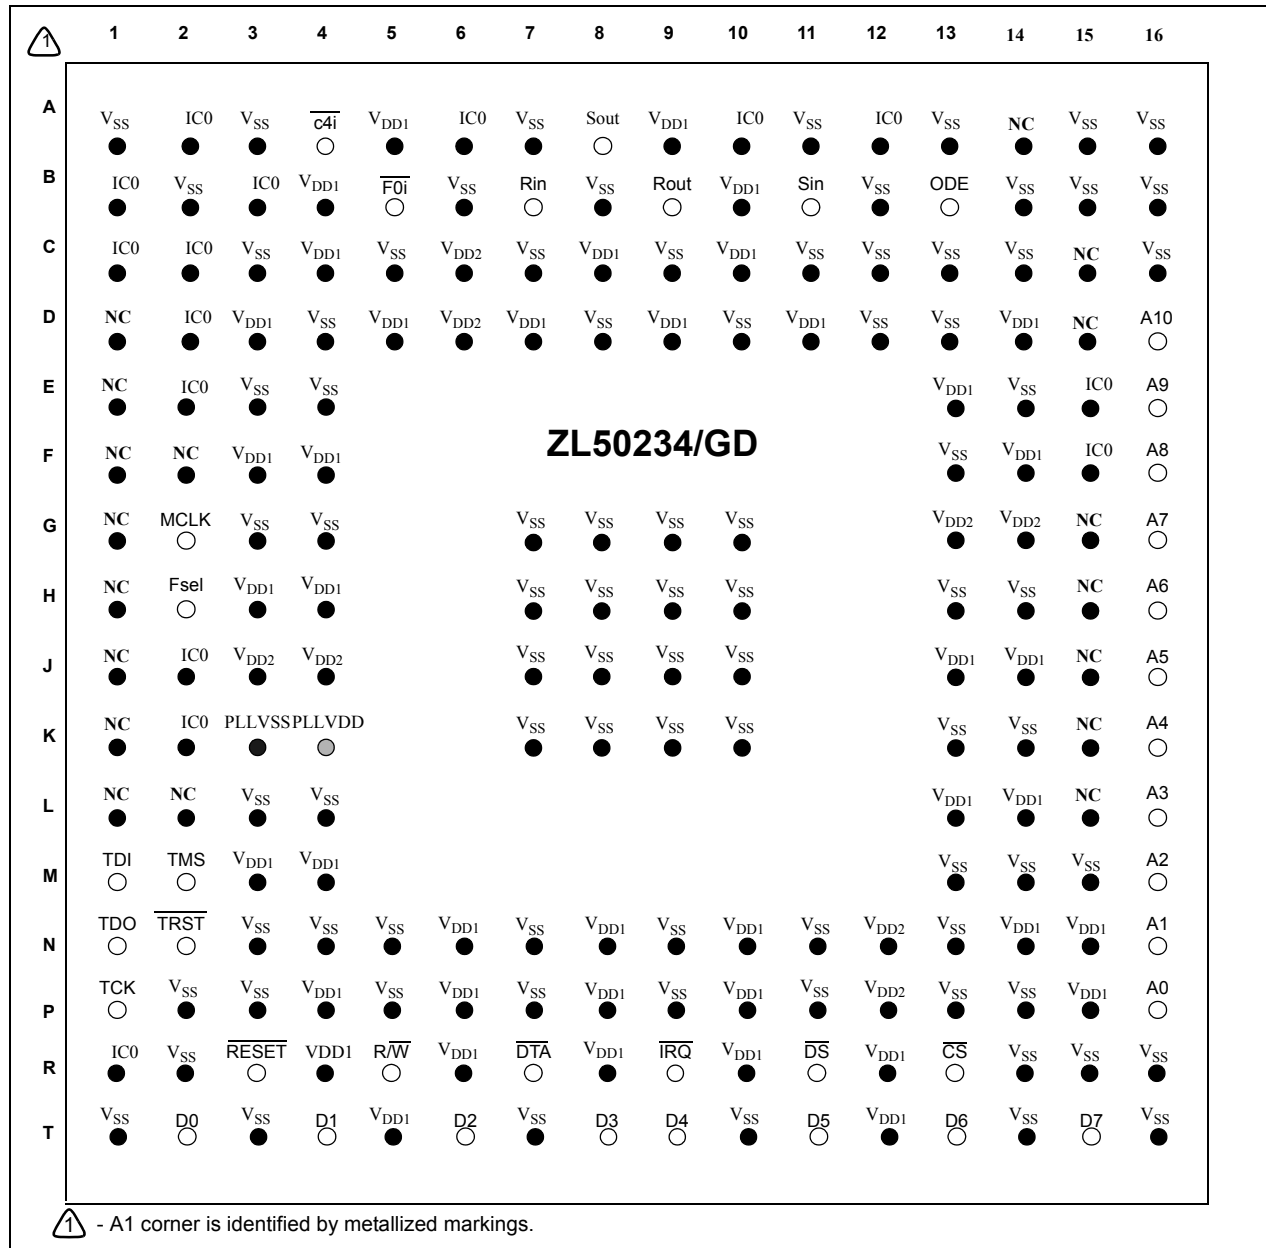 1 1 2 3 4 5 6 7 8 9 10 11 12 13 14 15 16
A VSS IC0 VSS c4i VDD1 IC0 VSS Sout VDD1 IC0 VSS IC0 VSS NC VSS VSS
B IC0 VSS IC0 VDD1 F0i VSS Rin VSS Rout VDD1 Sin VSS ODE VSS VSS VSS
C IC0 IC0 VSS VDD1 VSS VDD2 VSS VDD1 VSS VDD1 VSS VSS VSS VSS NC VSS
D NC IC0 VDD1 VSS VDD1 VDD2 VDD1 VSS VDD1 VSS VDD1 VSS VSS VDD1 NC A10
E NC IC0 VSS VSS VDD1 VSS IC0 A9
ZL50234/GD
F NC NC VDD1 VDD1 VSS VDD1 IC0 A8
G NC MCLK VSS VSS VSS VSS VSS VSS VDD2 VDD2 NC A7
H NC Fsel VDD1 VDD1 VSS VSS VSS VSS VSS VSS NC A6
J NC IC0 VDD2 VDD2 VSS VSS VSS VSS VDD1 VDD1 NC A5
K NC IC0 PLLVSS PLLVDD VSS VSS VSS VSS VSS VSS NC A4
L NC NC VSS VSS VDD1 VDD1 NC A3
M TDI TMS VDD1 VDD1 VSS VSS VSS A2
N TDO TRST VSS VSS VSS VDD1 VSS VDD1 VSS VDD1 VSS VDD2 VSS VDD1 VDD1 A1
P TCK VSS VSS VDD1 VSS VDD1 VSS VDD1 VSS VDD1 VSS VDD2 VSS VSS VDD1 A0
R IC0 VSS RESET VDD1 R/W VDD1 DTA VDD1 IRQ VDD1 DS VDD1 CS VSS VSS VSS
T VSS D0 VSS D1 VDD1 D2 VSS D3 D4 VSS D5 VDD1 D6 VSS D7 VSS
1 - A1 corner is identified by metallized markings.